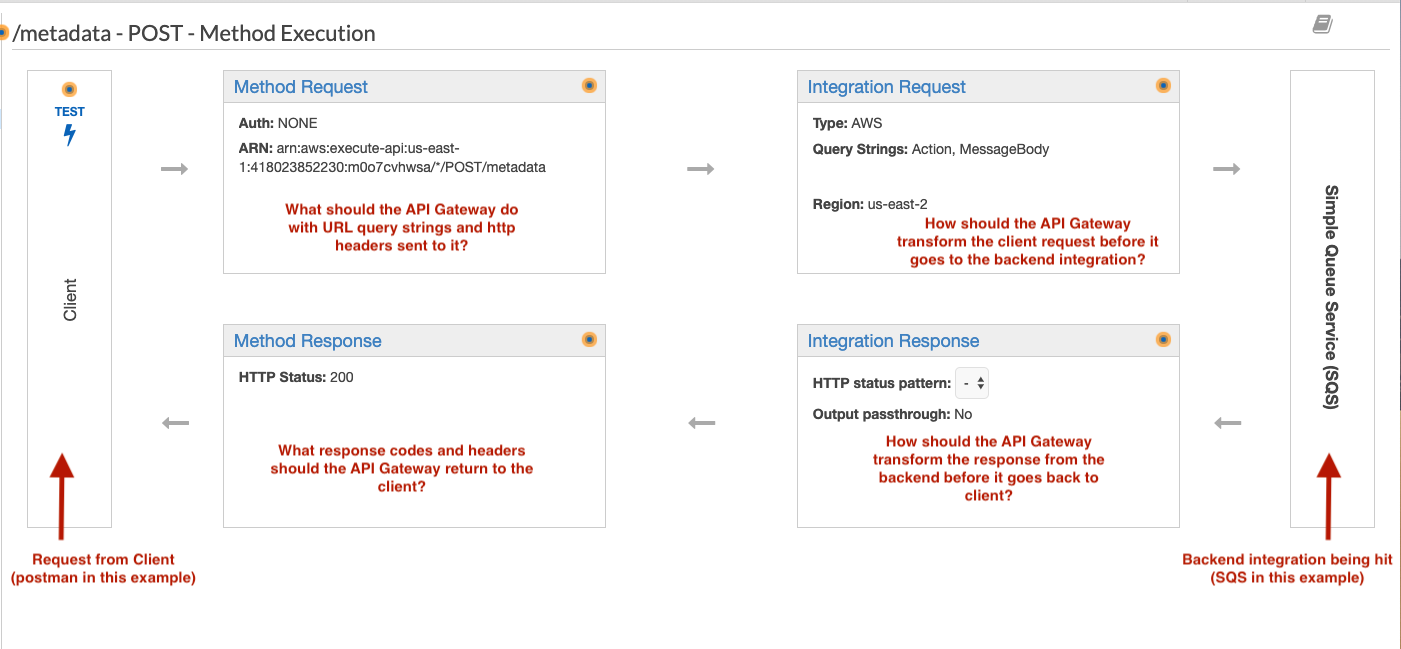 /metadata - POST - Method Execution
TEST
Client
Method Request
Auth: NONE
ARN: arn:aws:execute-api:us-east-
1:418023852230:m0o7cvhwsa/*/POST/metadata
What should the API Gateway do
with URL query strings and http
headers sent to it?
Integration Request
Type: AWS
Query Strings: Action, MessageBody
Region: us-east-2
How should the API Gateway
transform the client request before it
goes to the backend integration?
Simple Queue Service (SQS)
Method Response
HTTP Status: 200
What response codes and headers
should the API Gateway return to the
client?
Integration Response
HTTP status pattern: -
Output passthrough: No
How should the API Gateway
transform the response from the
backend before it goes back to
client?
Request from Client
(postman in this example)
Backend integration being hit
(SQS in this example)